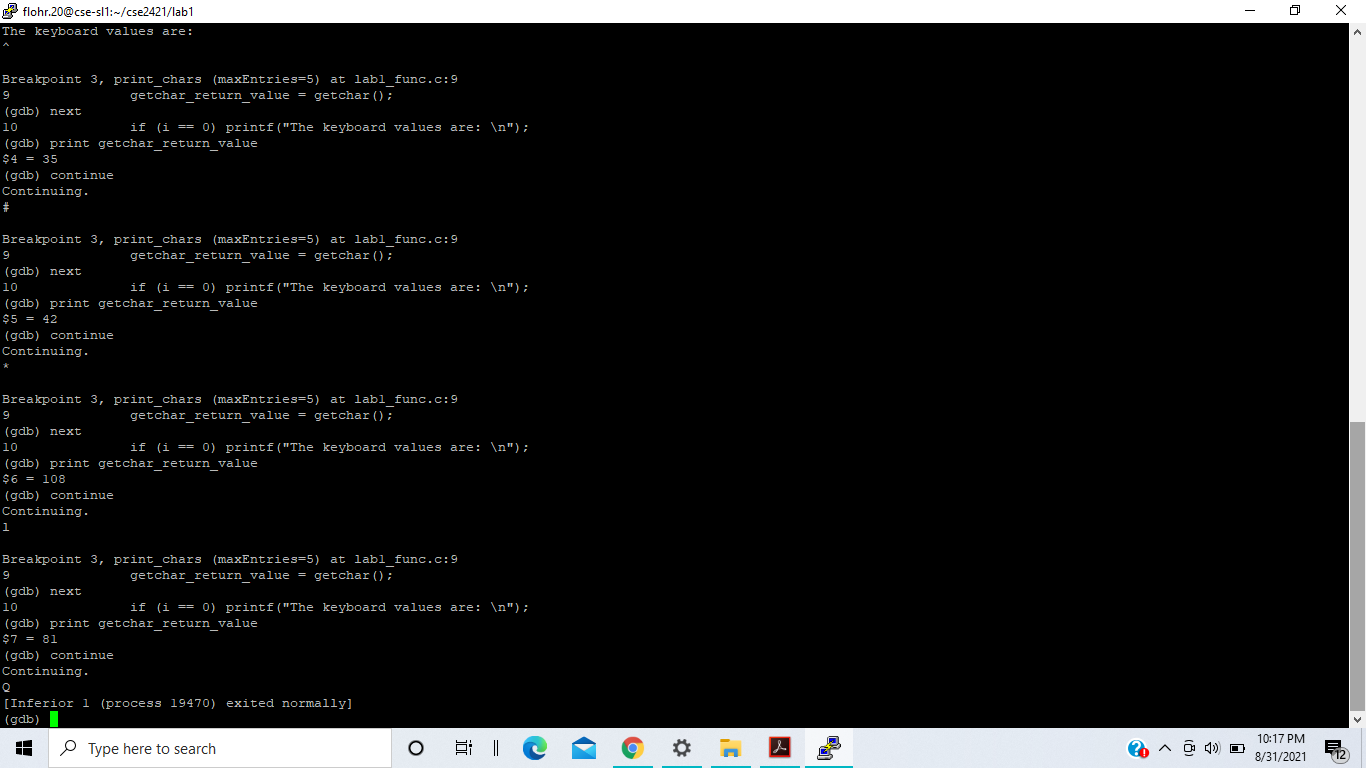 flohr.20@cse-sl1:~/cse2421/lab1
The keyboard values are:
^
Breakpoint 3, print_chars (maxEntries=5) at lab1_func.c:9
9               getchar_return_value = getchar();
(gdb) next
10              if (i == 0) printf("The keyboard values are: \n");
(gdb) print getchar_return_value
$4 = 35
(gdb) continue
Continuing.
#
Breakpoint 3, print_chars (maxEntries=5) at lab1_func.c:9
9               getchar_return_value = getchar();
(gdb) next
10              if (i == 0) printf("The keyboard values are: \n");
(gdb) print getchar_return_value
$5 = 42
(gdb) continue
Continuing.
*
Breakpoint 3, print_chars (maxEntries=5) at lab1_func.c:9
9               getchar_return_value = getchar();
(gdb) next
10              if (i == 0) printf("The keyboard values are: \n");
(gdb) print getchar_return_value
$6 = 108
(gdb) continue
Continuing.
l
Breakpoint 3, print_chars (maxEntries=5) at lab1_func.c:9
9               getchar_return_value = getchar();
(gdb) next
10              if (i == 0) printf("The keyboard values are: \n");
(gdb) print getchar_return_value
$7 = 81
(gdb) continue
Continuing.
Q
[Inferior 1 (process 19470) exited normally]
(gdb)
Type here to search
10:17 PM
8/31/2021
12